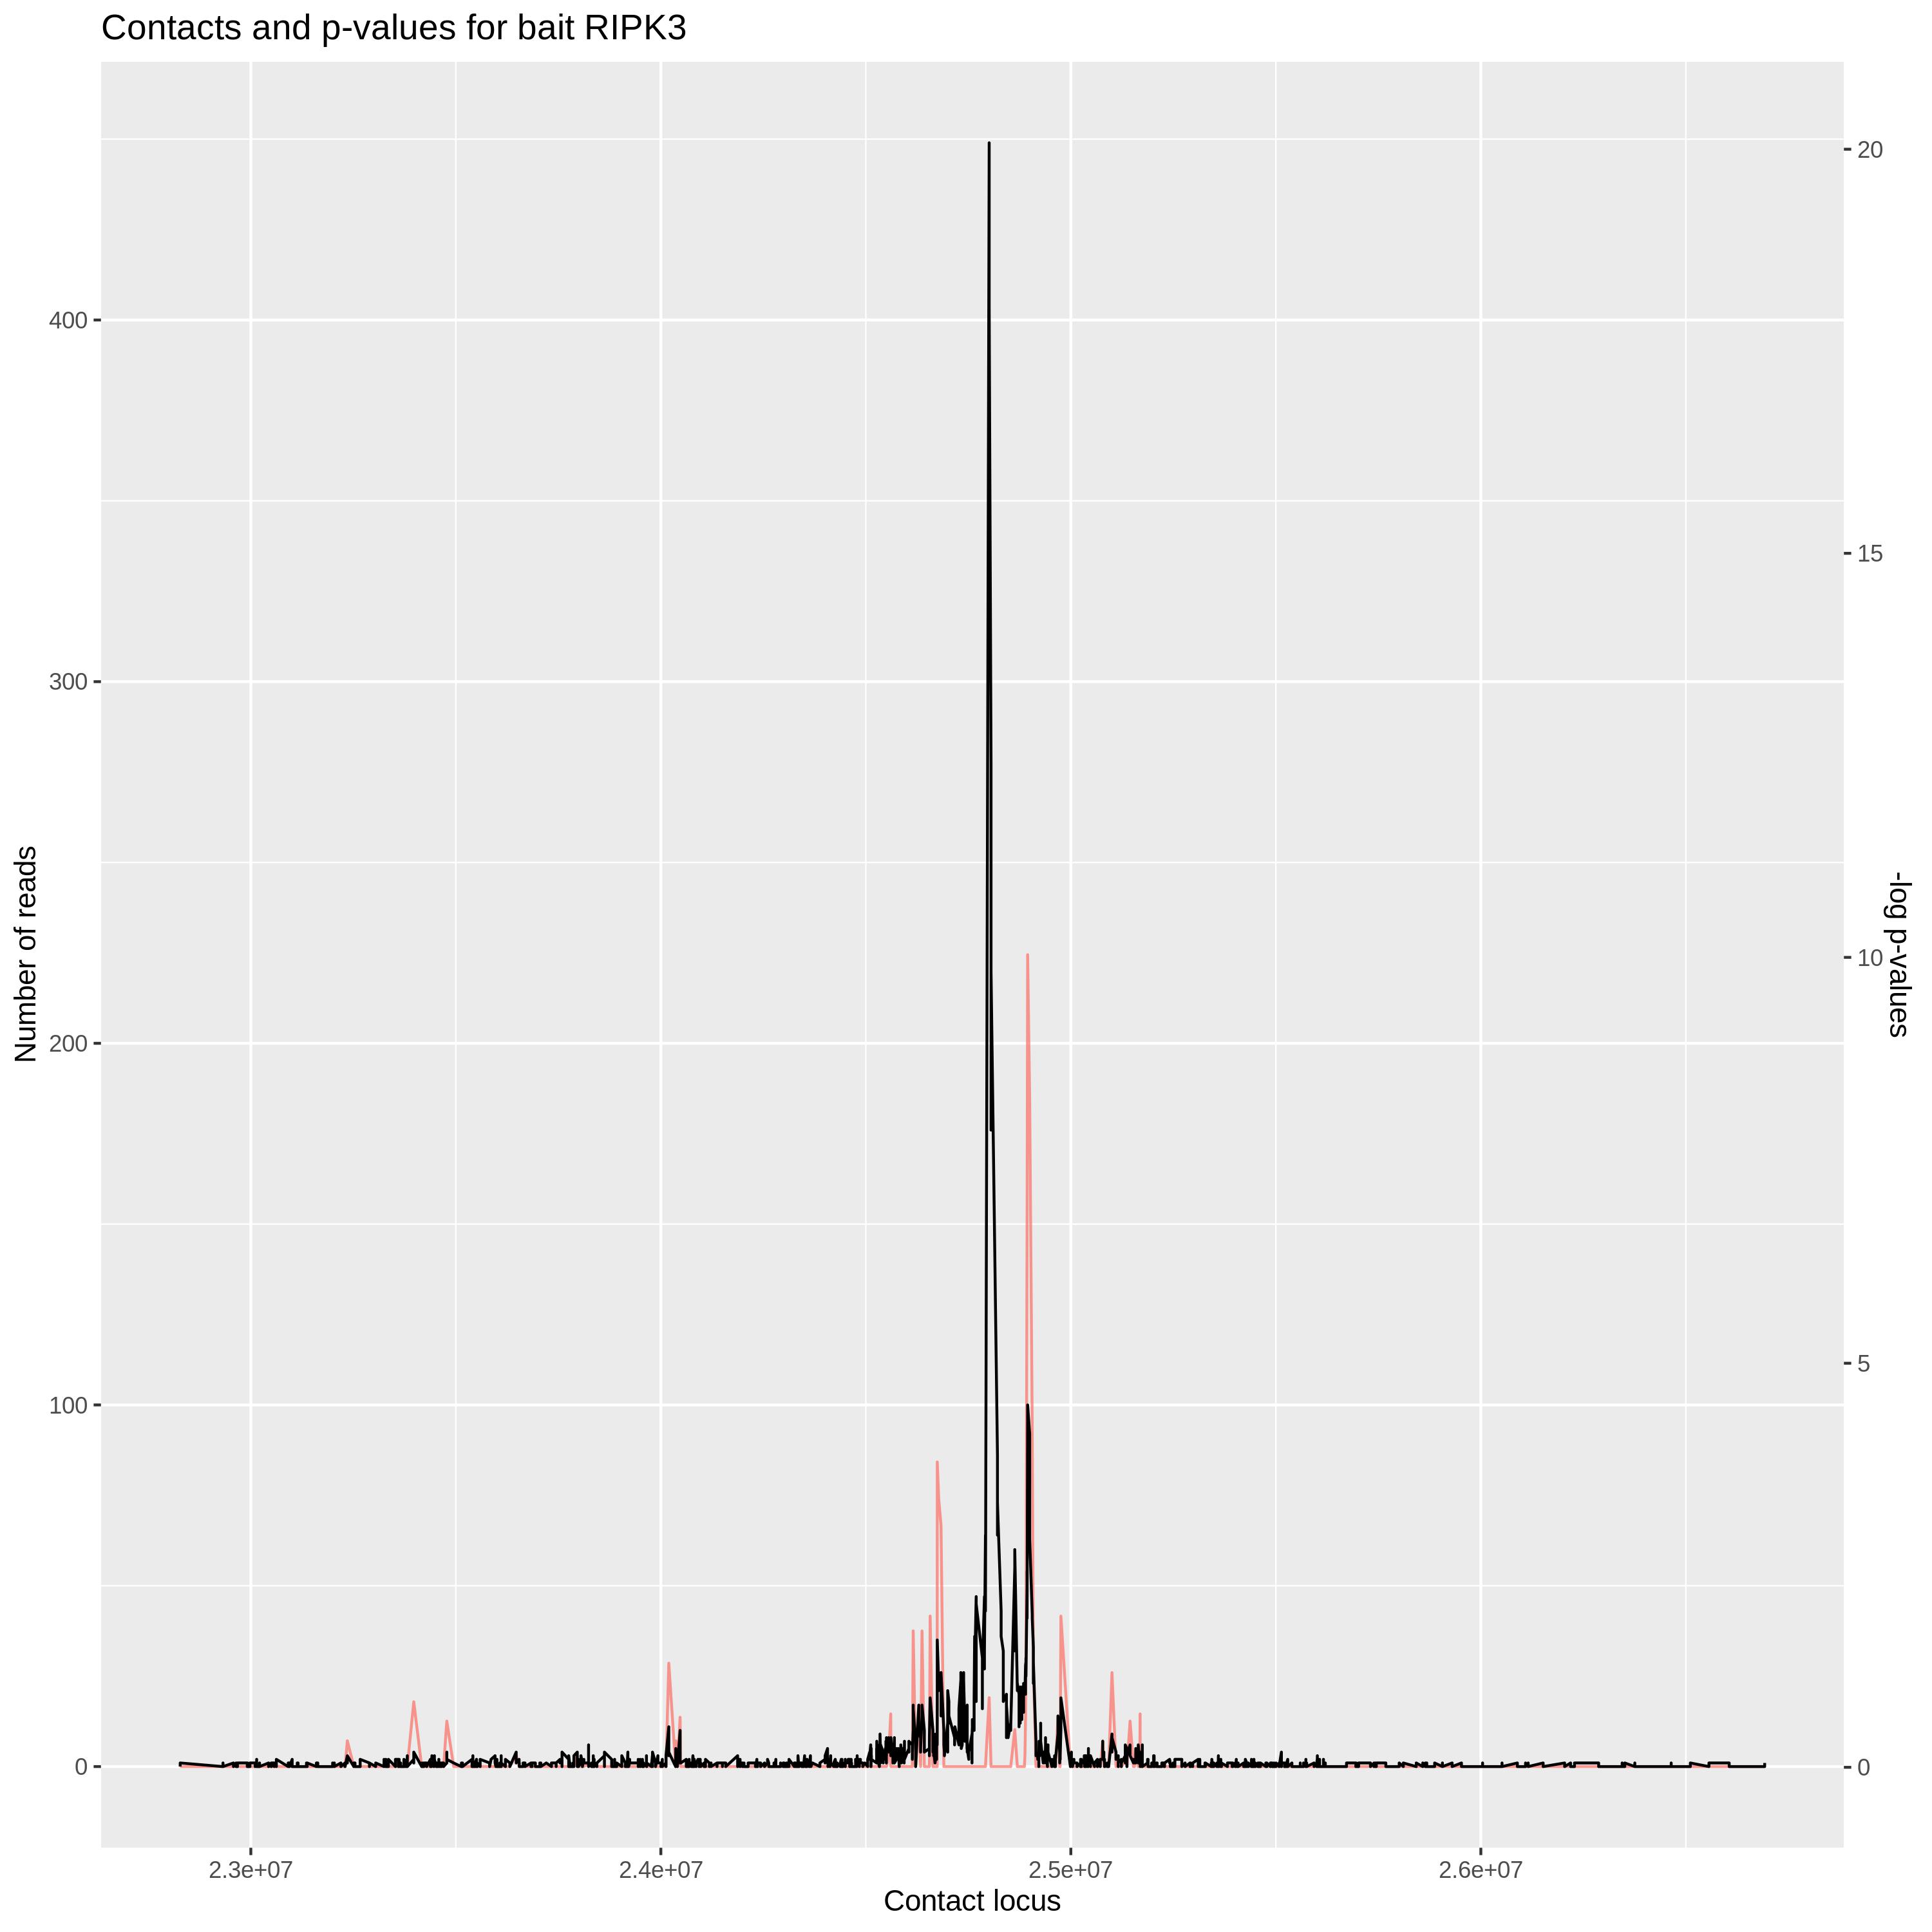 Contacts and p-values for bait RIPK3
Number of reads
400
300
200
100
0
20
15
10
5
0
-log p-values
2.3e+07 2.4e+07 2.5e+07 2.6e+07
Contact locus